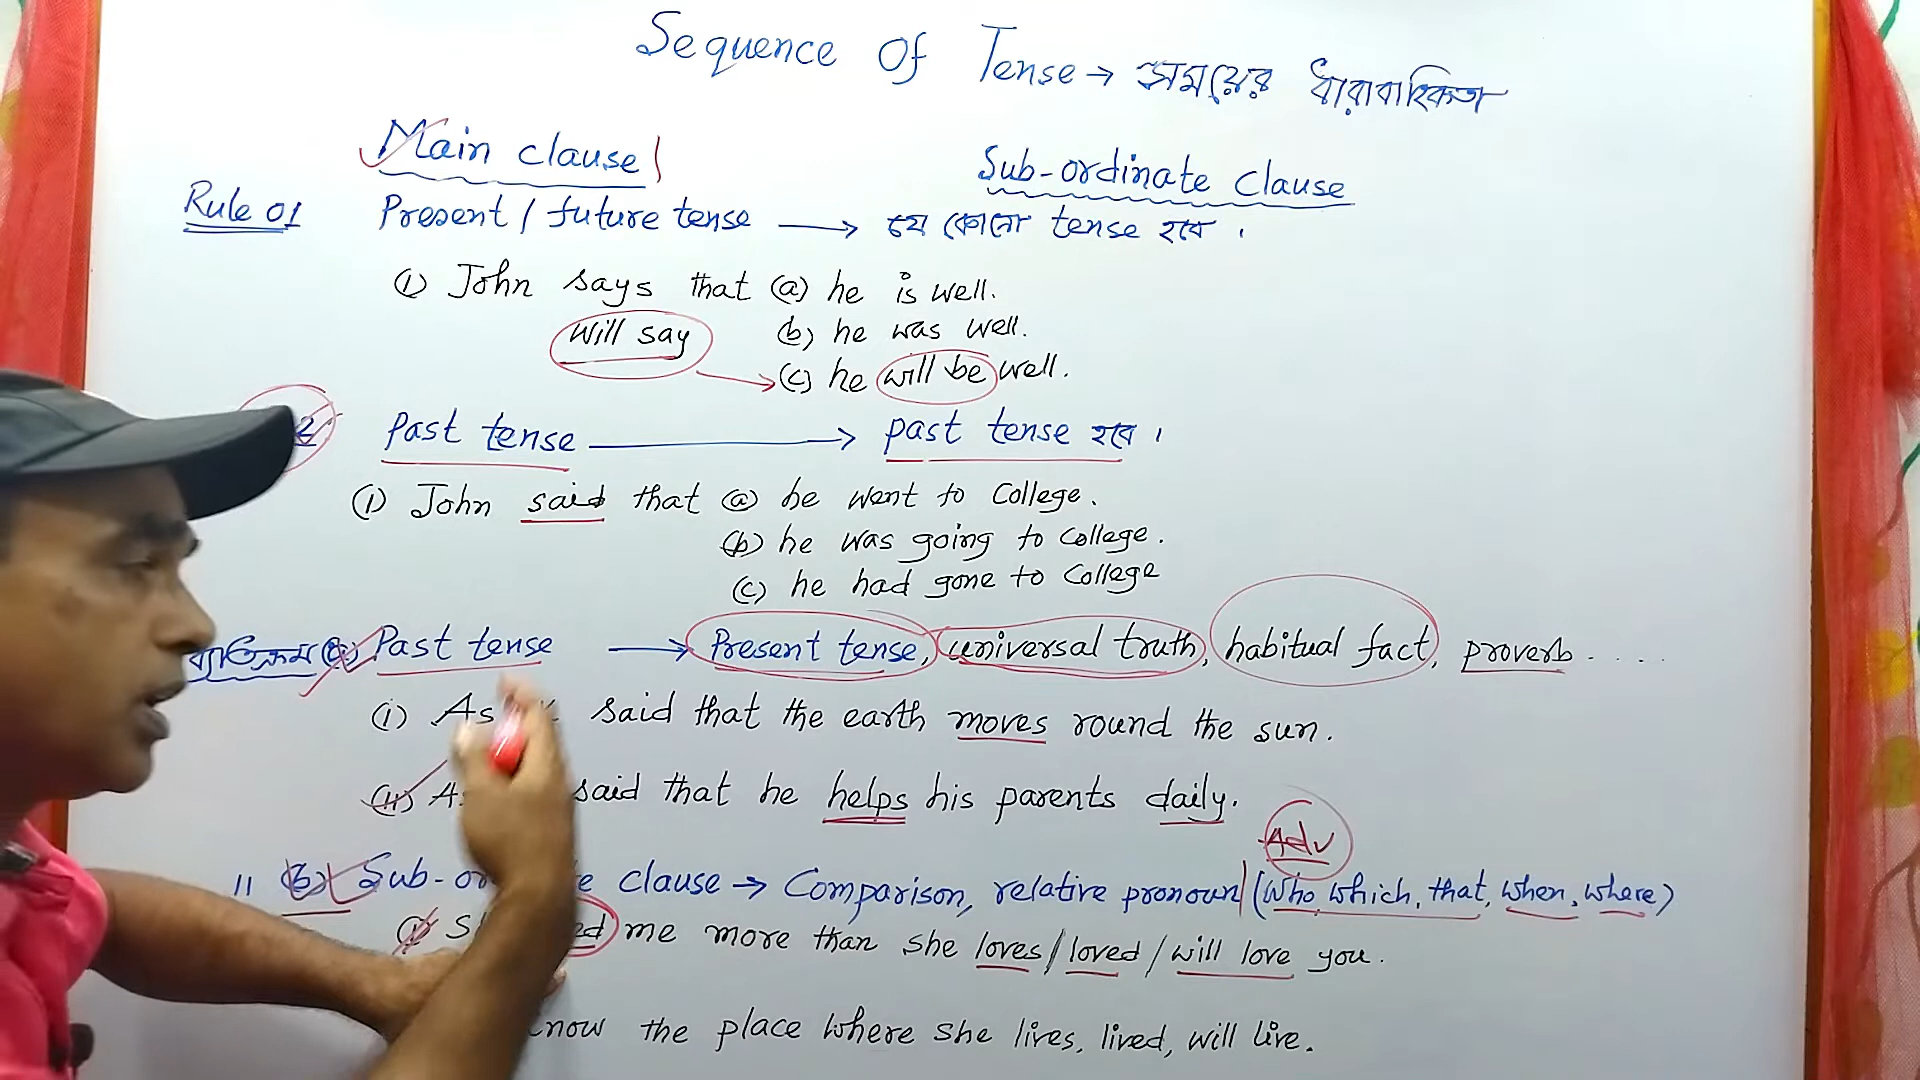 Sequence Of Tense → সময়ের ধারাবাহিকতা
Main clause
Sub-ordinate Clause
Rule 01 Present / future tense → যে কোনো tense হবে।
(1) John says that (a) he is well.
will say (b) he was well.
(c) he will be well.
2 Past tense → past tense হবে।
(1) John said that (a) he went to College.
(b) he was going to College.
(c) he had gone to College
ব্যতিক্রম (a) Past tense → Present tense, universal truth, habitual fact, proverb .....
(i) said that the earth moves round the sun.
(ii) said that he helps his parents daily.
Adv
11 (b) clause → Comparison, relative pronoun (who which, that, when, where)
(i) me more than she loves / loved / will love you.
the place where she lives, lived, will live.